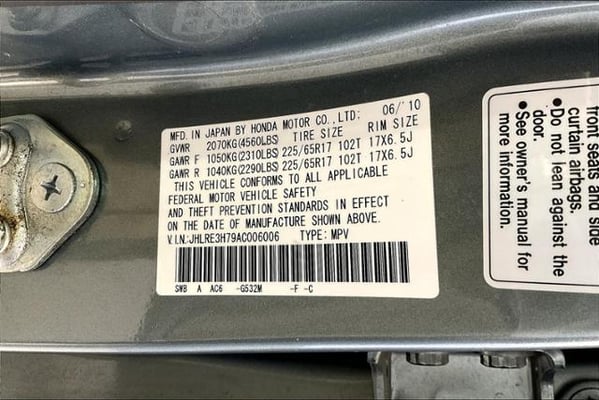 MFD. IN JAPAN BY HONDA MOTOR CO., LTD: 06/'10
GVWR 2070KG(4560LBS) TIRE SIZE RIM SIZE
GAWR F 1050KG(2310LBS) 225/65R17 102T 17X6.5J
GAWR R 1040KG(2290LBS) 225/65R17 102T 17X6.5J
THIS VEHICLE CONFORMS TO ALL APPLICABLE
FEDERAL MOTOR VEHICLE SAFETY
AND THEFT PREVENTION STANDARDS IN EFFECT
ON THE DATE OF MANUFACTURE SHOWN ABOVE.
V.I.N.:JHLRE3H79AC006006 TYPE: MPV
SWB A AC6 -G532M -F -C
front seats and side
curtain airbags.
●Do not lean against the
door.
●See owner's manual for
more information.